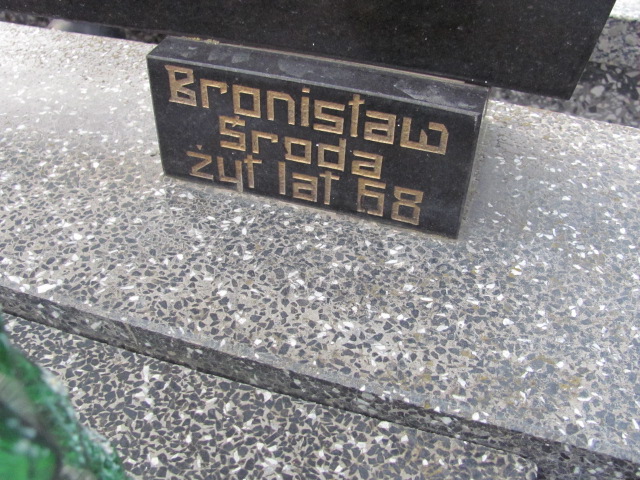 Bronisław
Środa
żył lat 68